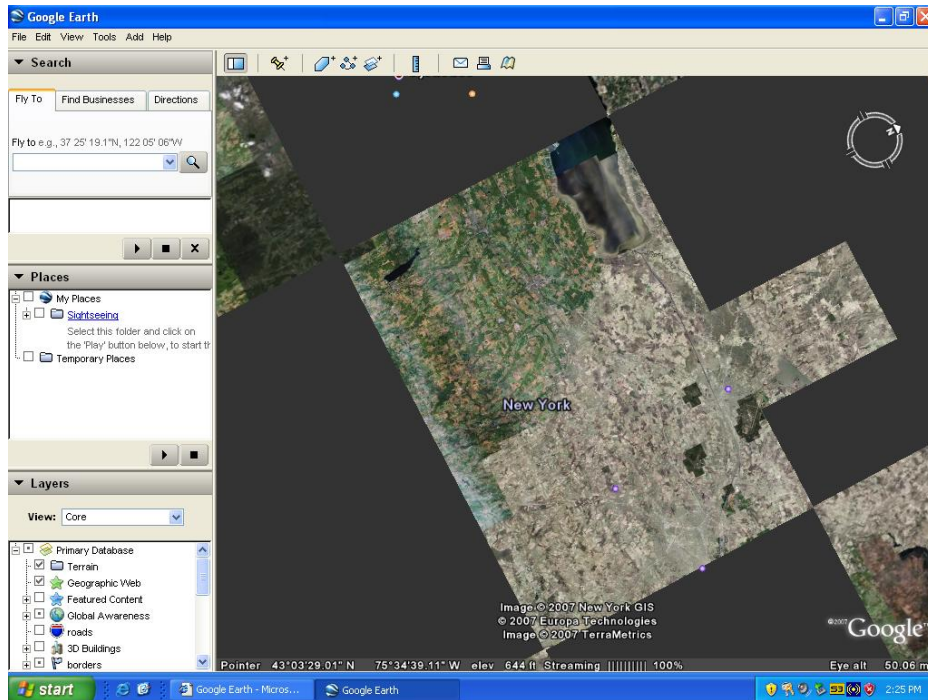 Google Earth
File Edit View Tools Add Help
Search
Fly To Find Businesses Directions
Fly to e.g., 37 25' 19.1"N, 122 05' 06"W
Places
My Places
Sightseeing
Select this folder and click on
the 'Play' button below, to start th
Temporary Places
Layers
View: Core
Primary Database
Terrain
Geographic Web
Featured Content
Global Awareness
roads
3D Buildings
borders
New York
Image © 2007 New York GIS
© 2007 Europa Technologies
Image © 2007 TerraMetrics
©2007 Google™
Pointer 43°03'29.01" N 75°34'39.11" W elev 644 ft Streaming |||||||||| 100% Eye alt 50.06 m
start Google Earth - Micros... Google Earth 2:25 PM